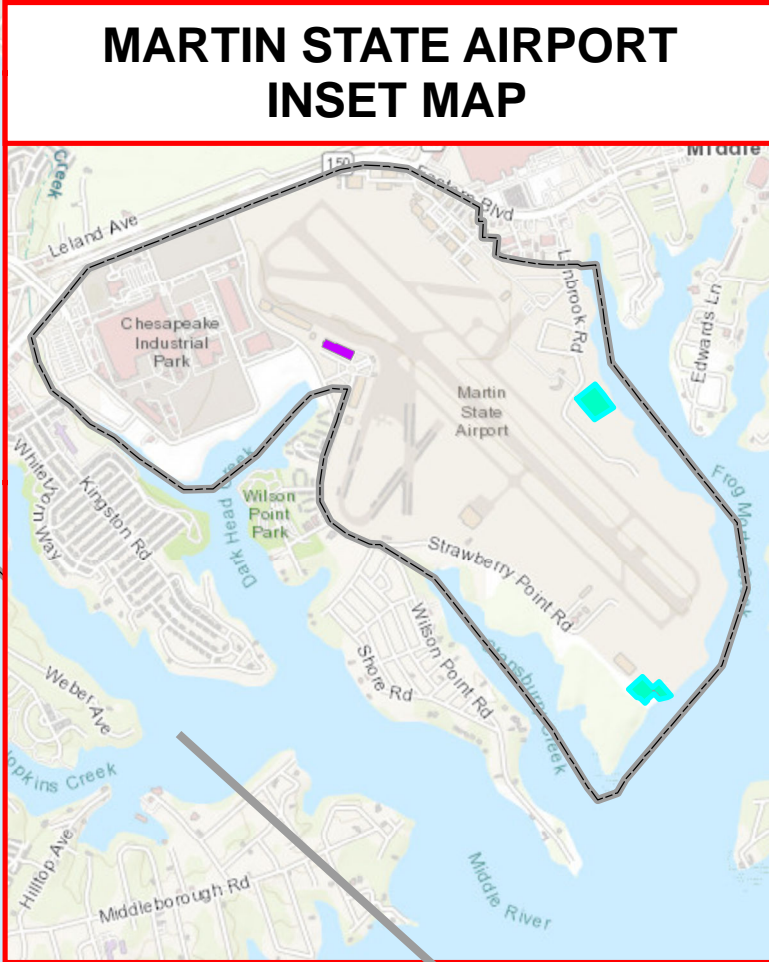 MARTIN STATE AIRPORT
INSET MAP
Creek
150
Middle
Eastern Blvd
Leland Ave
Lynbrook Rd
Edwards Ln
Chesapeake
Industrial
Park
Martin
State
Airport
Frog Mortar Creek
Kingston Rd
Way
Dark Head Creek
Wilson
Point
Park
Strawberry Point Rd
Wilson Point Rd
Shore Rd
Stansbury Creek
Weber Ave
Hopkins Creek
Hilltop Ave
Middleborough Rd
Middle River